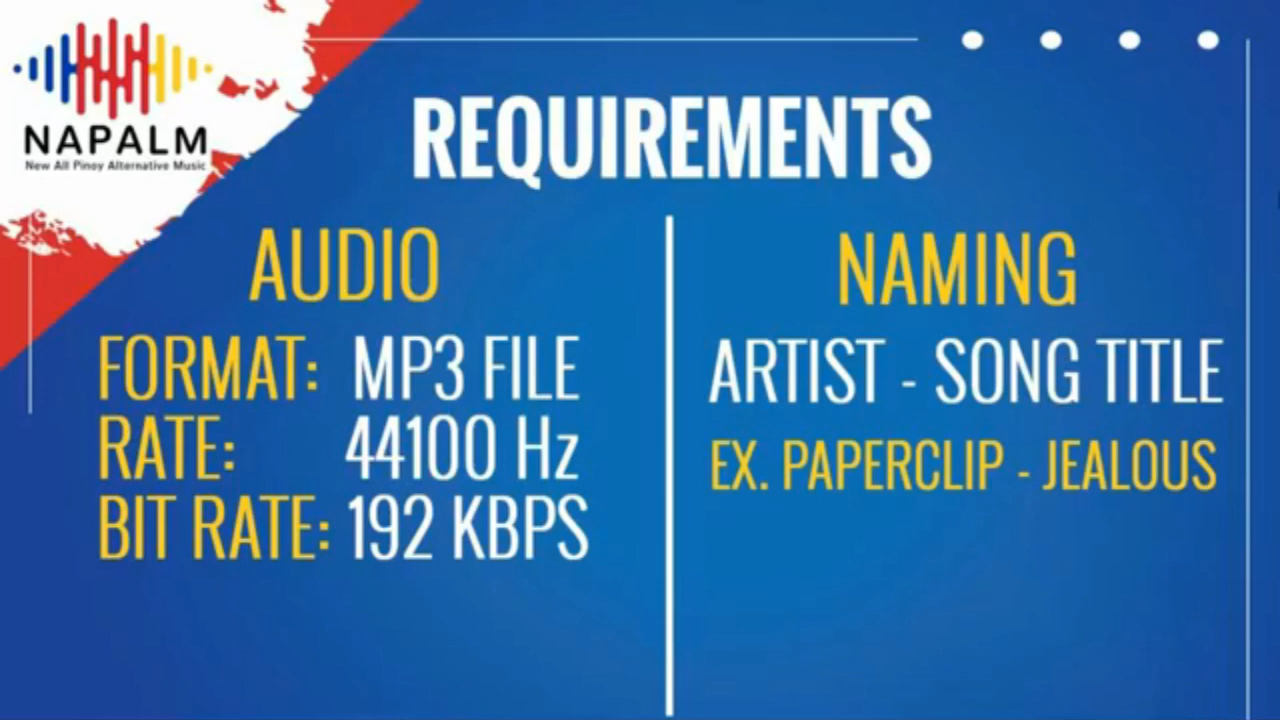 NAPALM
New All Pinoy Alternative Music
REQUIREMENTS
AUDIO
FORMAT: MP3 FILE
RATE: 44100 Hz
BIT RATE: 192 KBPS
NAMING
ARTIST - SONG TITLE
EX. PAPERCLIP - JEALOUS